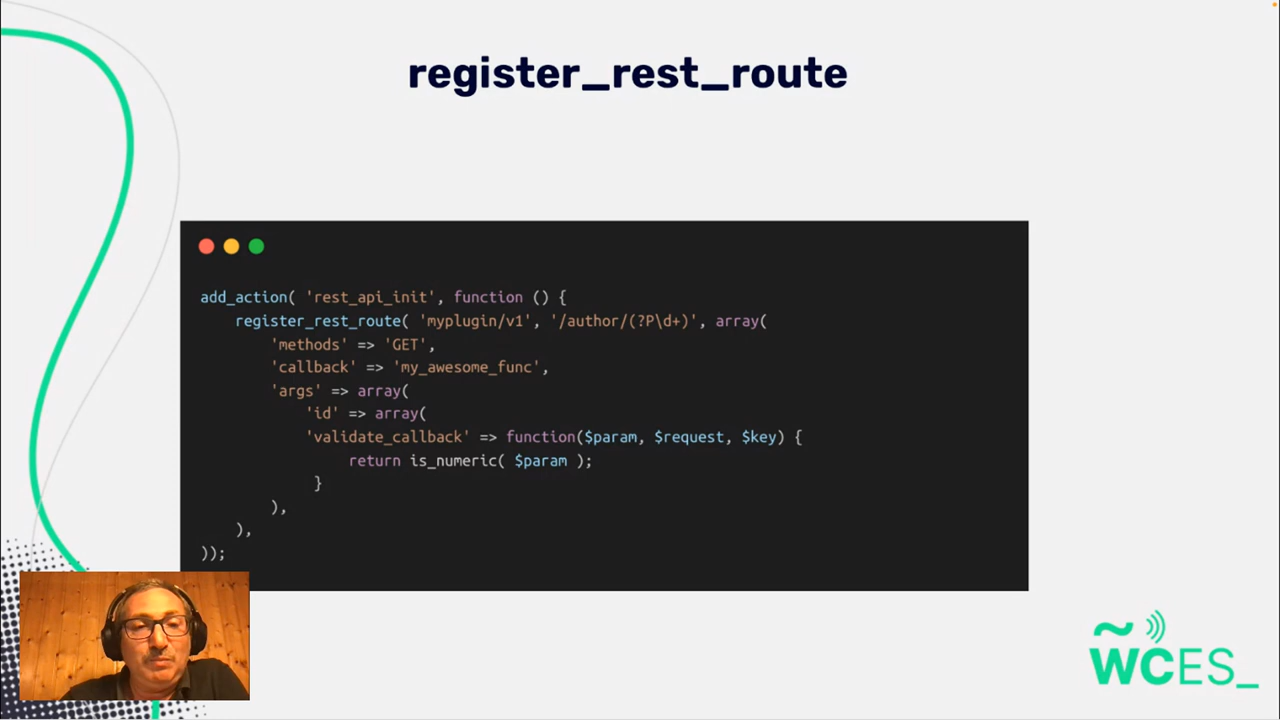 register_rest_route
add_action( 'rest_api_init', function () {
register_rest_route( 'myplugin/v1', '/author/(?P\d+)', array(
'methods' => 'GET',
'callback' => 'my_awesome_func',
'args' => array(
'id' => array(
'validate_callback' => function($param, $request, $key) {
return is_numeric( $param );
}
),
),
));
~
WCES_